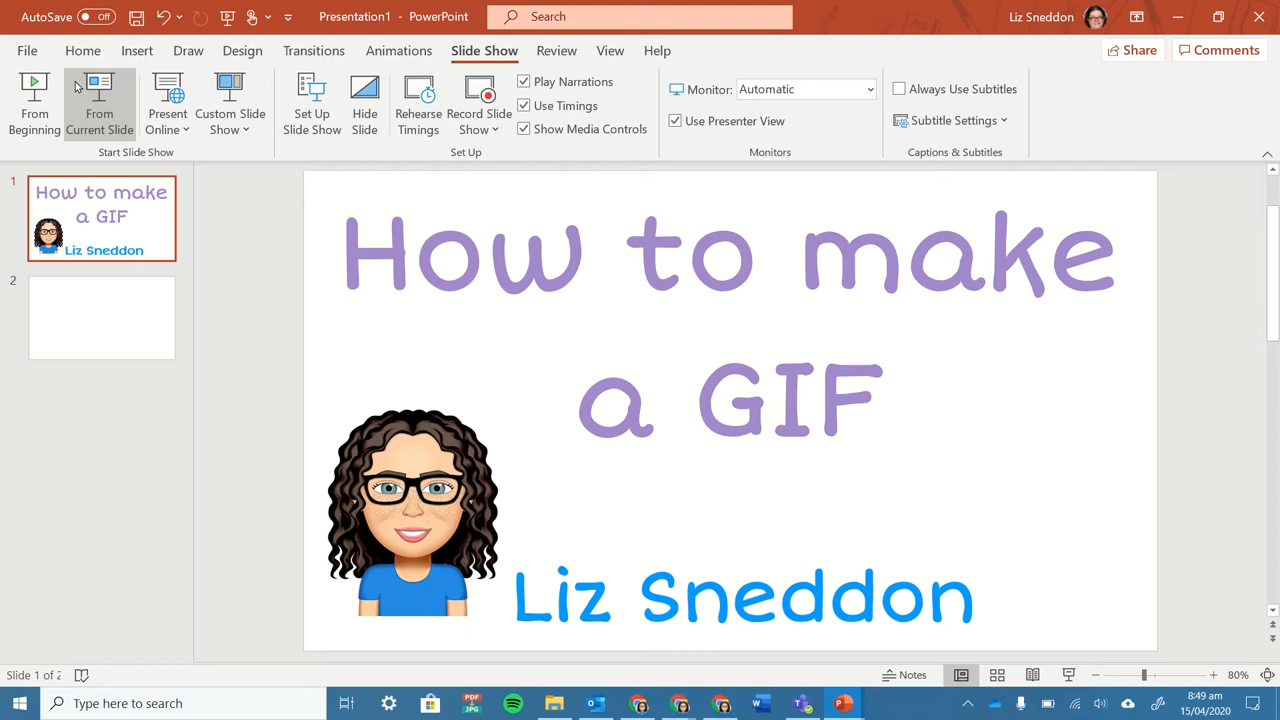 AutoSave Off Presentation1 - PowerPoint Search Liz Sneddon
File Home Insert Draw Design Transitions Animations Slide Show Review View Help Share Comments
From Beginning
From Current Slide
Present Online
Custom Slide Show
Set Up Slide Show
Hide Slide
Rehearse Timings
Record Slide Show
Play Narrations
Use Timings
Show Media Controls
Monitor: Automatic
Use Presenter View
Always Use Subtitles
Subtitle Settings
Start Slide Show Set Up Monitors Captions & Subtitles
1
How to make
a GIF
Liz Sneddon
2
How to make
a GIF
Liz Sneddon
Slide 1 of 2 Notes 80%
Type here to search
PDF
JPG
8:49 am
15/04/2020